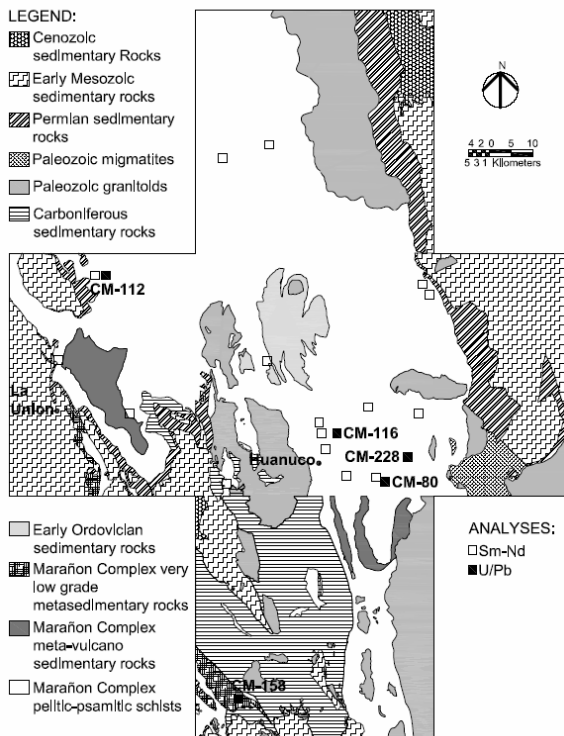 LEGEND:
Cenozoic
sedimentary Rocks
Early Mesozoic
sedimentary rocks
Permian sedimentary
rocks
Paleozoic migmatites
Paleozoic granitoids
Carboniferous
sedimentary rocks
N
4 2 0 5 10
5 3 1 Kilometers
CM-112
La
Union
CM-116
Huanuco
CM-228
CM-80
Early Ordovician
sedimentary rocks
Marañon Complex very
low grade
metasedimentary rocks
Marañon Complex
meta-vulcano
sedimentary rocks
Marañon Complex
pelitic-psamitic schists
ANALYSES:
Sm-Nd
U/Pb
CM-158